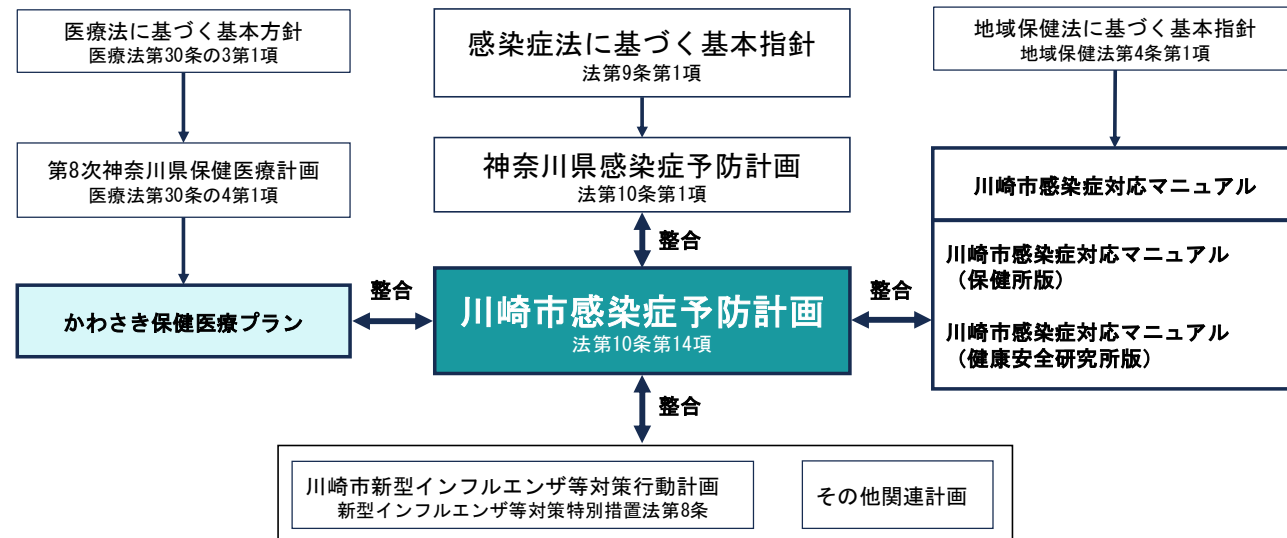 医療法に基づく基本方針
医療法第30条の3第1項
感染症法に基づく基本指針
法第9条第1項
地域保健法に基づく基本指針
地域保健法第4条第1項
第8次神奈川県保健医療計画
医療法第30条の4第1項
神奈川県感染症予防計画
法第10条第1項
川崎市感染症対応マニュアル
整合
川崎市感染症対応マニュアル
（保健所版）
川崎市感染症対応マニュアル
（健康安全研究所版）
かわさき保健医療プラン
整合
川崎市感染症予防計画
法第10条第14項
整合
整合
川崎市新型インフルエンザ等対策行動計画
新型インフルエンザ等対策特別措置法第8条
その他関連計画